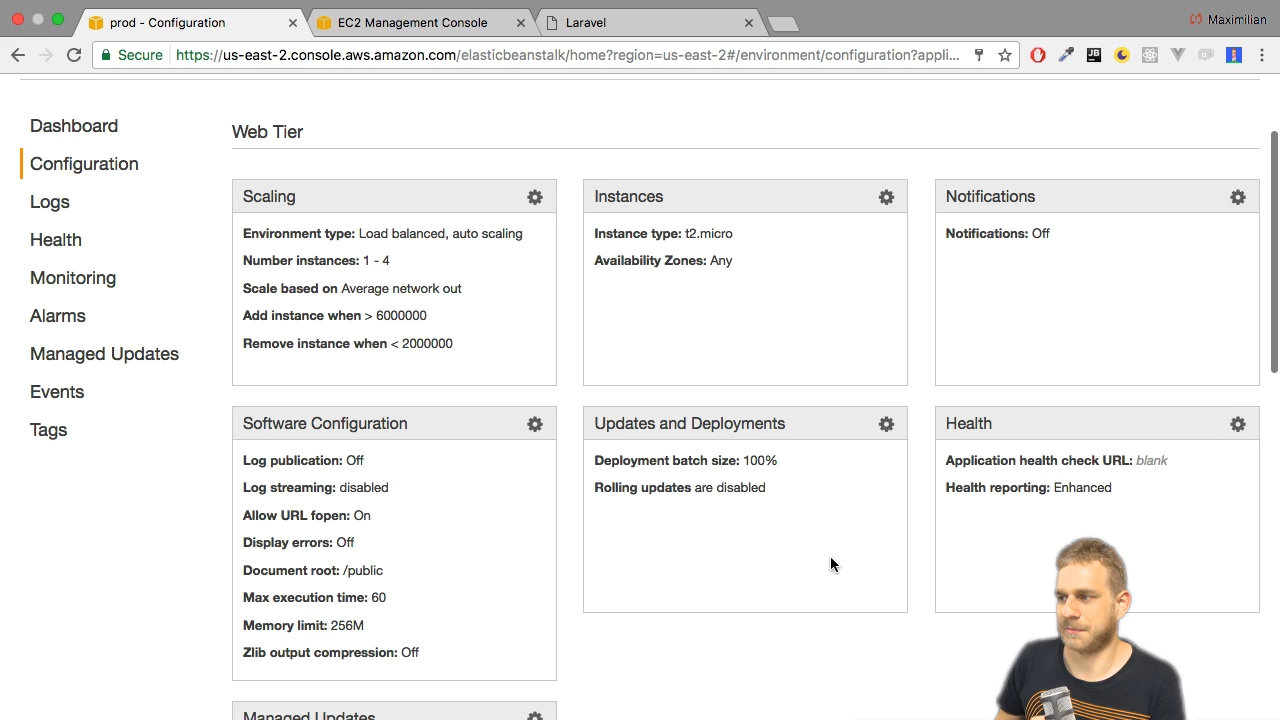 prod - Configuration
EC2 Management Console
Laravel
Maximilian
Secure
https://us-east-2.console.aws.amazon.com/elasticbeanstalk/home?region=us-east-2#/environment/configuration?appli...
JB
Dashboard
Configuration
Logs
Health
Monitoring
Alarms
Managed Updates
Events
Tags
Web Tier
Scaling
Environment type: Load balanced, auto scaling
Number instances: 1 - 4
Scale based on Average network out
Add instance when > 6000000
Remove instance when < 2000000
Instances
Instance type: t2.micro
Availability Zones: Any
Notifications
Notifications: Off
Software Configuration
Log publication: Off
Log streaming: disabled
Allow URL fopen: On
Display errors: Off
Document root: /public
Max execution time: 60
Memory limit: 256M
Zlib output compression: Off
Updates and Deployments
Deployment batch size: 100%
Rolling updates are disabled
Health
Application health check URL: blank
Health reporting: Enhanced
Managed Updates